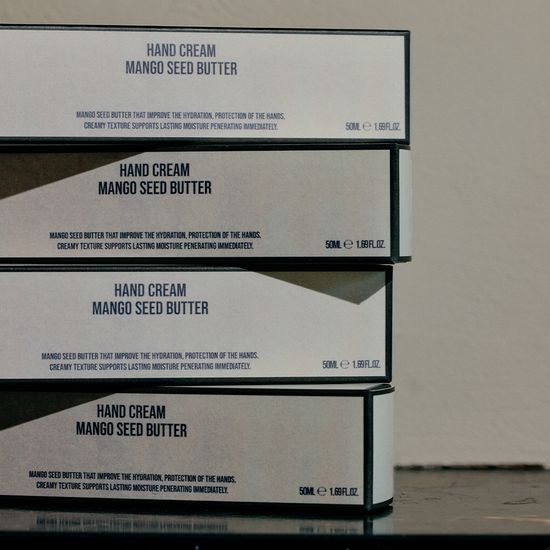 HAND CREAM
MANGO SEED BUTTER
MANGO SEED BUTTER THAT IMPROVE THE HYDRATION, PROTECTION OF THE HANDS.
CREAMY TEXTURE SUPPORTS LASTING MOISTURE PENERATING IMMEDIATELY.
50ML ℮ 1.69 FL.OZ.
HAND CREAM
MANGO SEED BUTTER
MANGO SEED BUTTER THAT IMPROVE THE HYDRATION, PROTECTION OF THE HANDS.
CREAMY TEXTURE SUPPORTS LASTING MOISTURE PENERATING IMMEDIATELY.
50ML ℮ 1.69 FL.OZ.
HAND CREAM
MANGO SEED BUTTER
MANGO SEED BUTTER THAT IMPROVE THE HYDRATION, PROTECTION OF THE HANDS.
CREAMY TEXTURE SUPPORTS LASTING MOISTURE PENERATING IMMEDIATELY.
50ML ℮ 1.69 FL.OZ.
HAND CREAM
MANGO SEED BUTTER
MANGO SEED BUTTER THAT IMPROVE THE HYDRATION, PROTECTION OF THE HANDS.
CREAMY TEXTURE SUPPORTS LASTING MOISTURE PENERATING IMMEDIATELY.
50ML ℮ 1.69 FL.OZ.